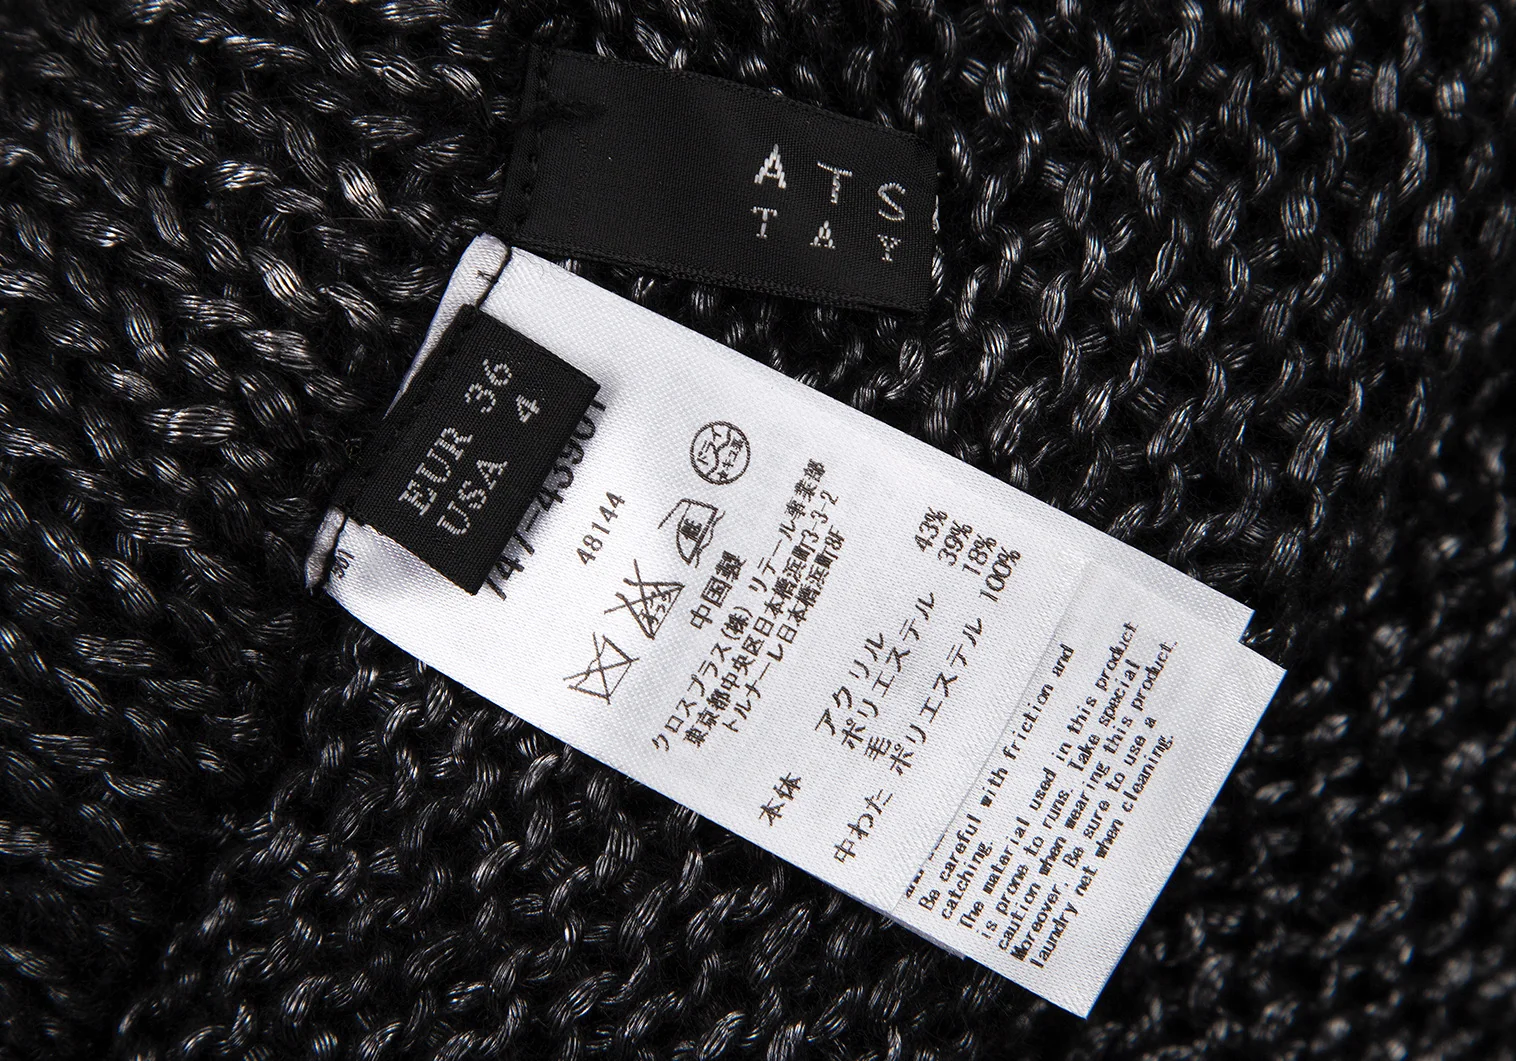 A T S
T A Y
EUR 36
USA 4
48144
中国製
クロスプラス(株) リテール事業部
東京都中央区日本橋浜町3-3-2
トルナーレ日本橋浜町9F
本体 アクリル 43%
ポリエステル 39%
毛 18%
中わた ポリエステル 100%
Be careful with friction and
catching.
The material used in this product
is prone to runs. Take special
caution when wearing this product.
Moreover, Be sure to use a
laundry net when cleaning.